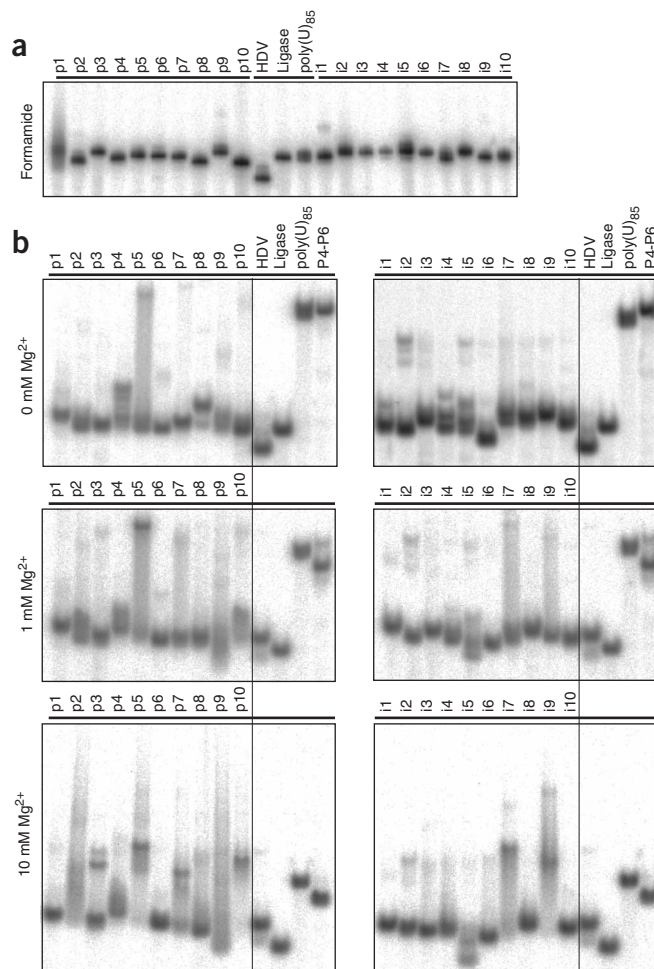 a
p1 p2 p3 p4 p5 p6 p7 p8 p9 p10 HDV Ligase poly(U)85 i1 i2 i3 i4 i5 i6 i7 i8 i9 i10
Formamide
b
p1 p2 p3 p4 p5 p6 p7 p8 p9 p10 HDV Ligase poly(U)85 P4-P6
i1 i2 i3 i4 i5 i6 i7 i8 i9 i10 HDV Ligase poly(U)85 P4-P6
0 mM Mg2+
p1 p2 p3 p4 p5 p6 p7 p8 p9 p10
i1 i2 i3 i4 i5 i6 i7 i8 i9 i10
1 mM Mg2+
p1 p2 p3 p4 p5 p6 p7 p8 p9 p10
i1 i2 i3 i4 i5 i6 i7 i8 i9 i10
10 mM Mg2+